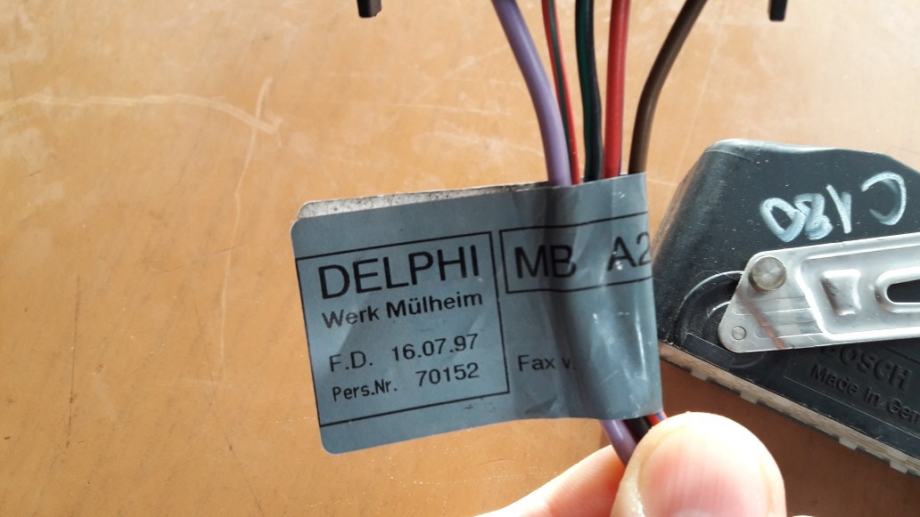 DELPHI
Werk Mülheim
F.D. 16.07.97
Pers.Nr. 70152
MB A2
Fax v.
C180
BOSCH
Made in Ger